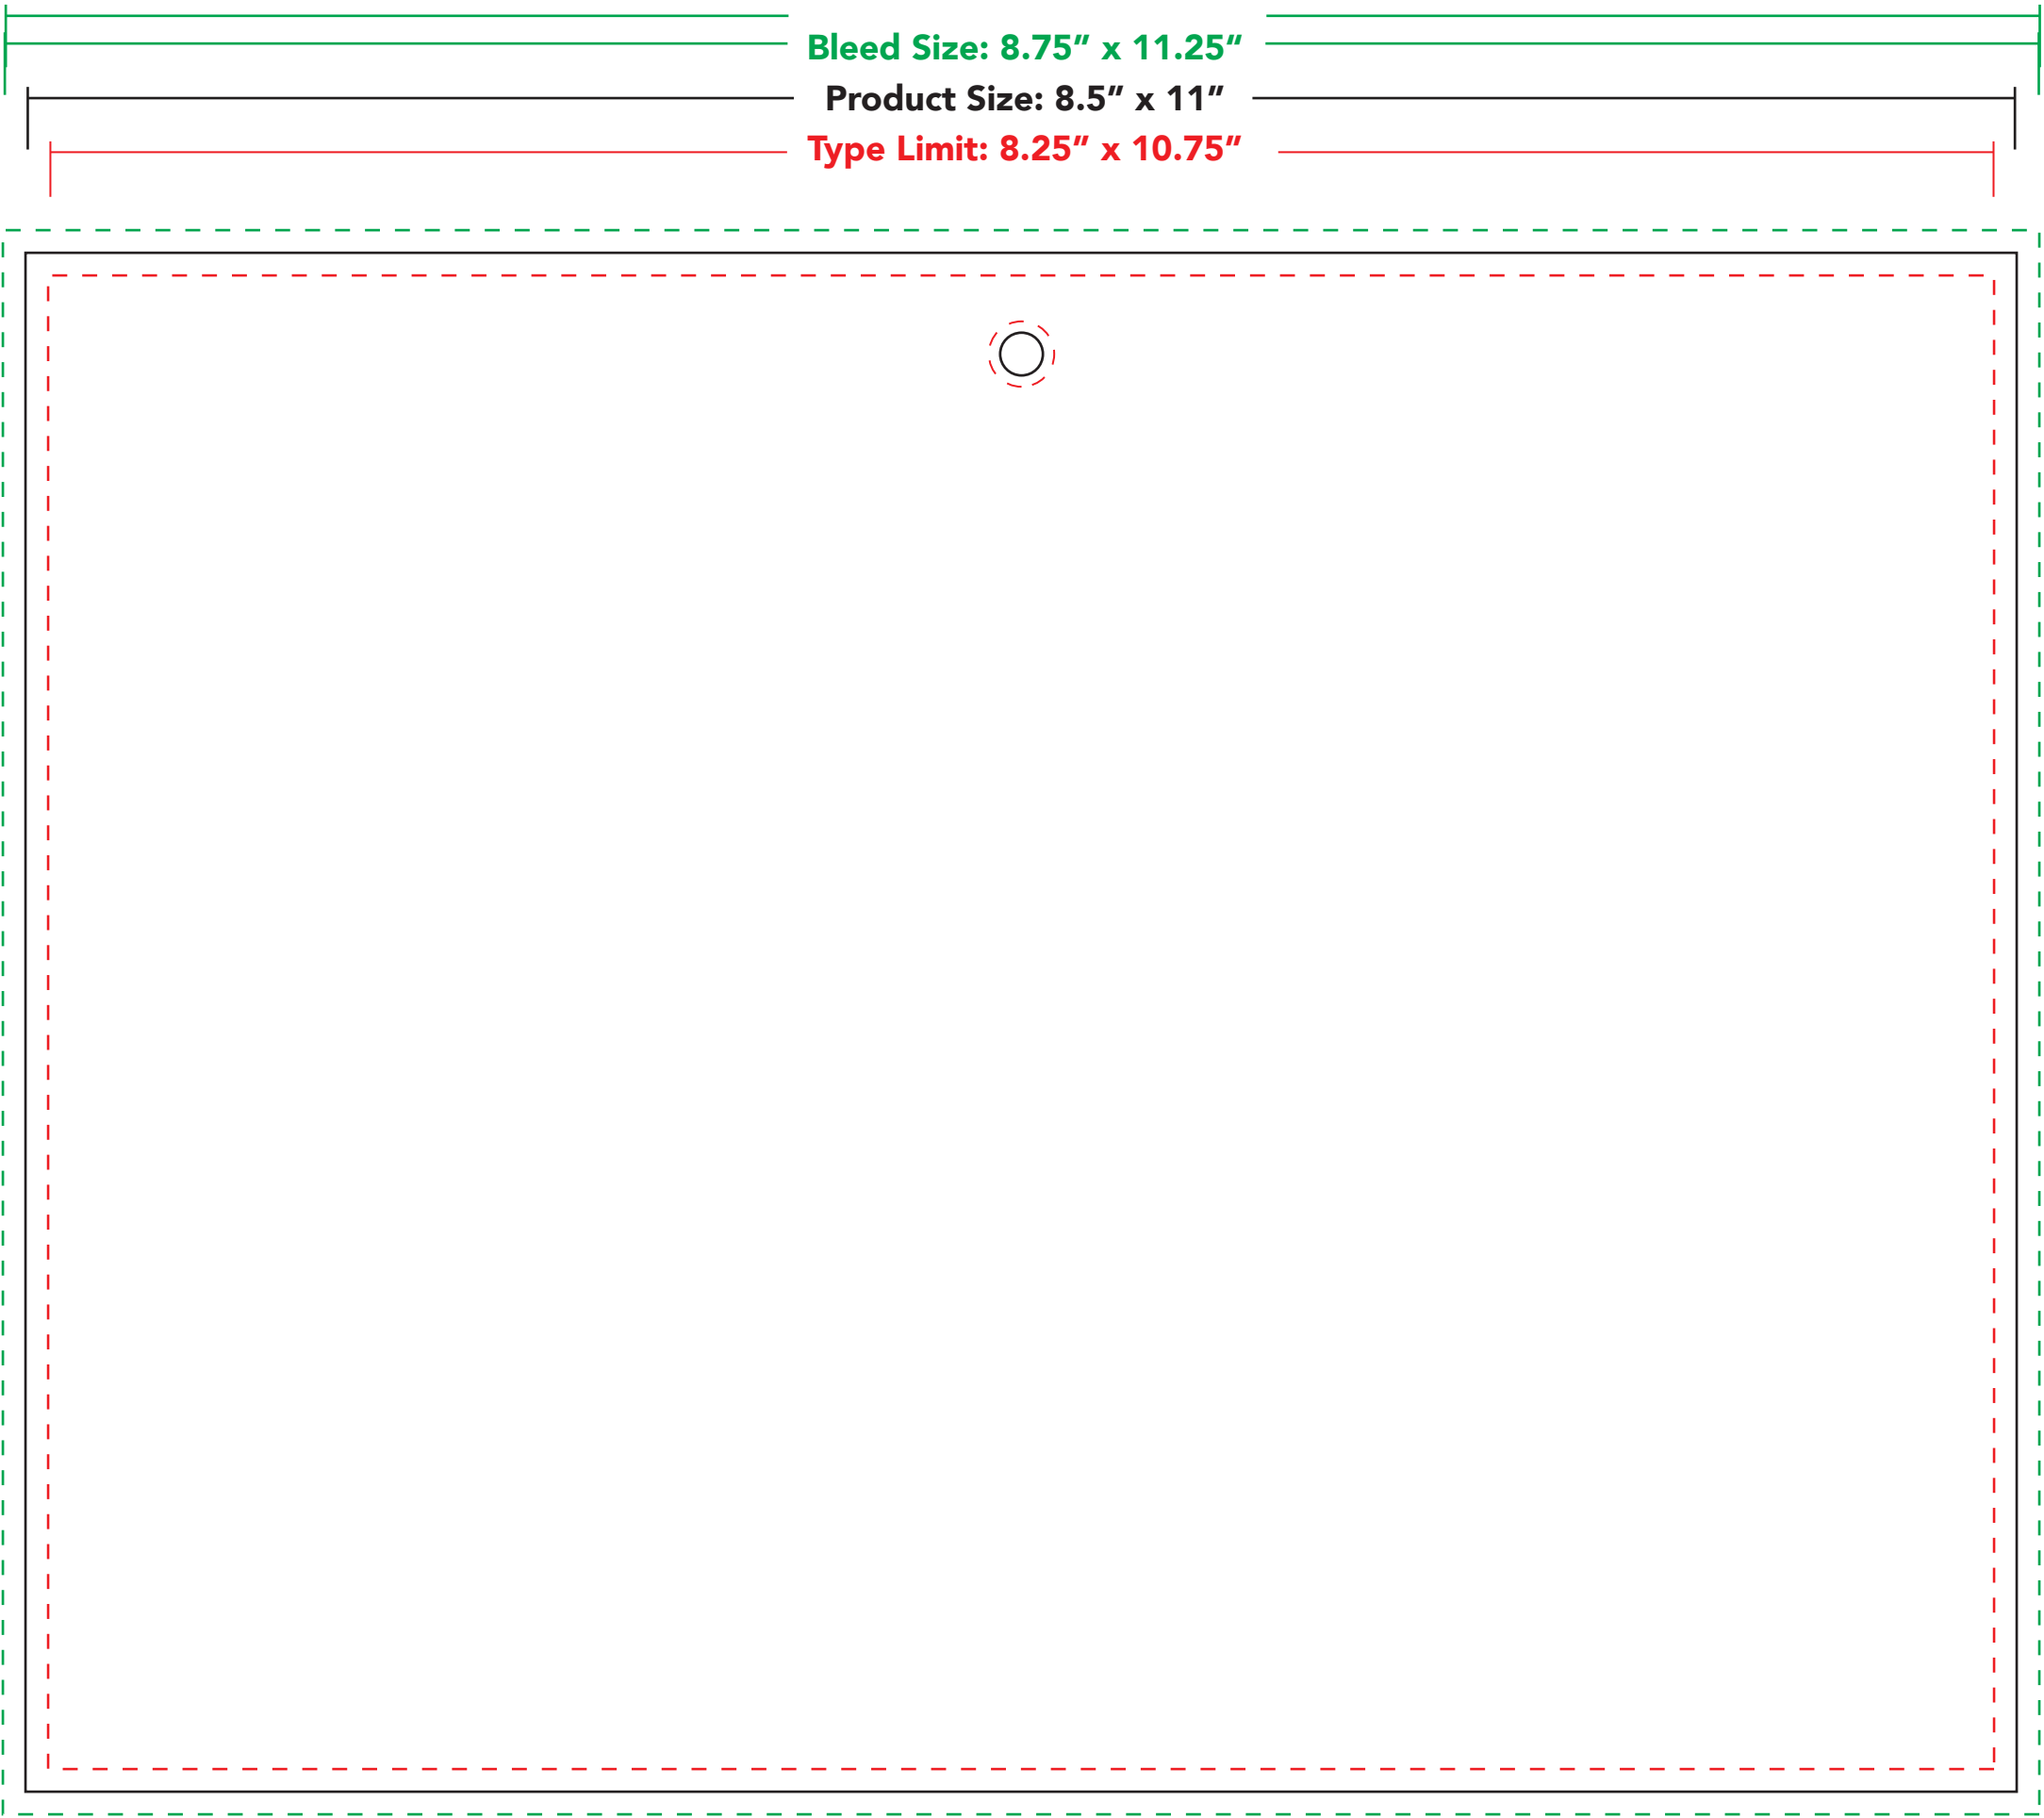 Bleed Size: 8.75” x 11.25”
Product Size: 8.5” x 11”
Type Limit: 8.25” x 10.75”